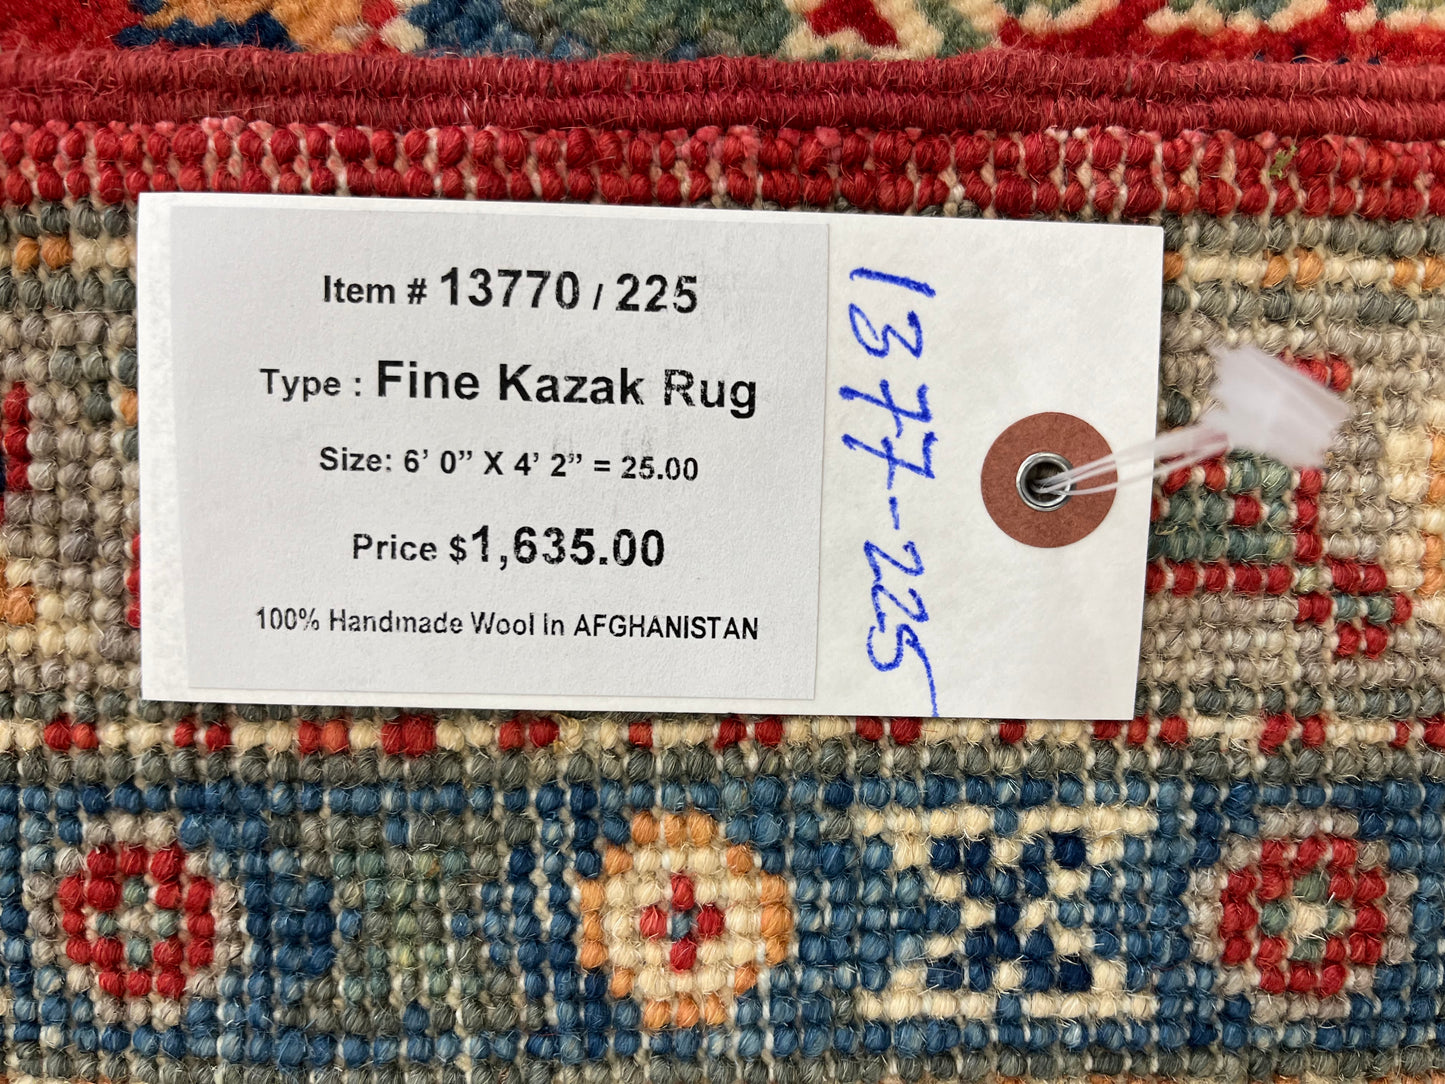 Item # 13770 / 225
Type : Fine Kazak Rug
Size: 6' 0” X 4' 2” = 25.00
Price $1,635.00
100% Handmade Wool In AFGHANISTAN
1377-225